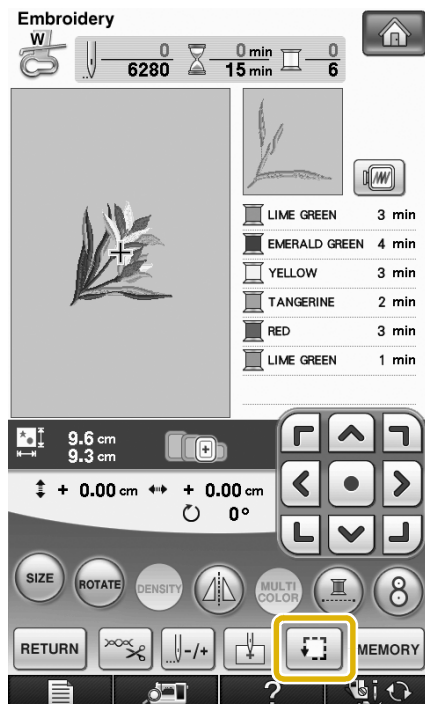 Embroidery
W
0 0 min 0
6280 15 min 6
LIME GREEN 3 min
EMERALD GREEN 4 min
YELLOW 3 min
TANGERINE 2 min
RED 3 min
LIME GREEN 1 min
9.6 cm
9.3 cm
+ 0.00 cm + 0.00 cm
0°
SIZE ROTATE DENSITY MULTI COLOR 8
RETURN -/+ MEMORY
?